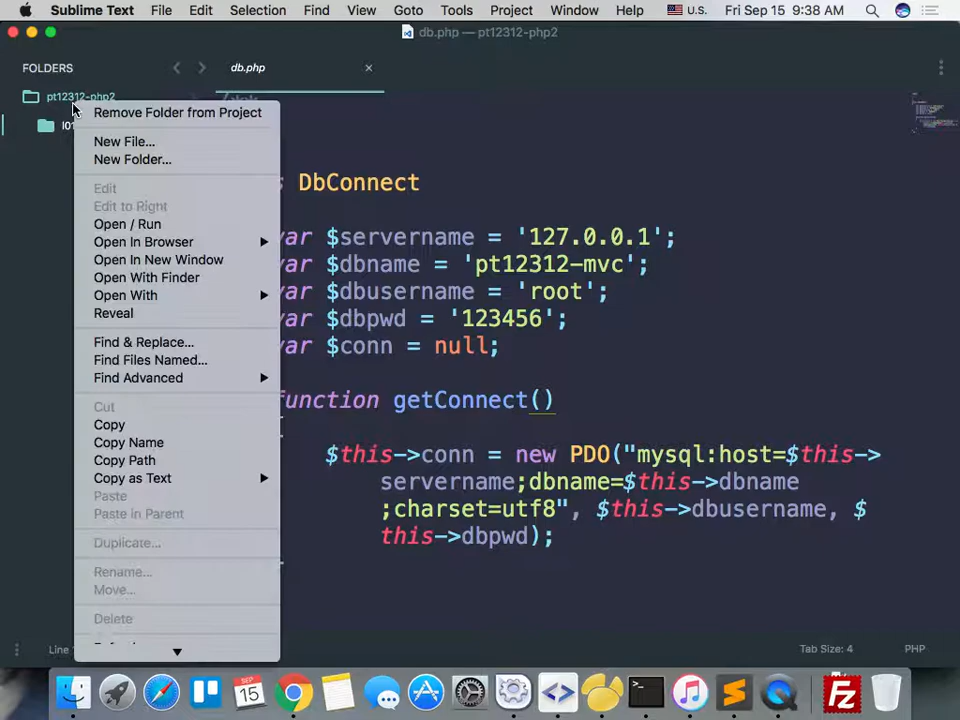 Sublime Text File Edit Selection Find View Goto Tools Project Window Help U.S. Fri Sep 15 9:38 AM
db.php — pt12312-php2
FOLDERS
db.php
pt12312-php2
Remove Folder from Project
New File...
New Folder...
Edit
Edit to Right
Open / Run
Open In Browser
Open In New Window
Open With Finder
Open With
Reveal
Find & Replace...
Find Files Named...
Find Advanced
Cut
Copy
Copy Name
Copy Path
Copy as Text
Paste
Paste in Parent
Duplicate...
Rename...
Move...
Delete
DbConnect
var $servername = '127.0.0.1';
var $dbname = 'pt12312-mvc';
var $dbusername = 'root';
var $dbpwd = '123456';
var $conn = null;
function getConnect()
$this->conn = new PDO("mysql:host=$this->
servername;dbname=$this->dbname
;charset=utf8", $this->dbusername, $
this->dbpwd);
Line
Tab Size: 4
PHP
SEP
15
Fz